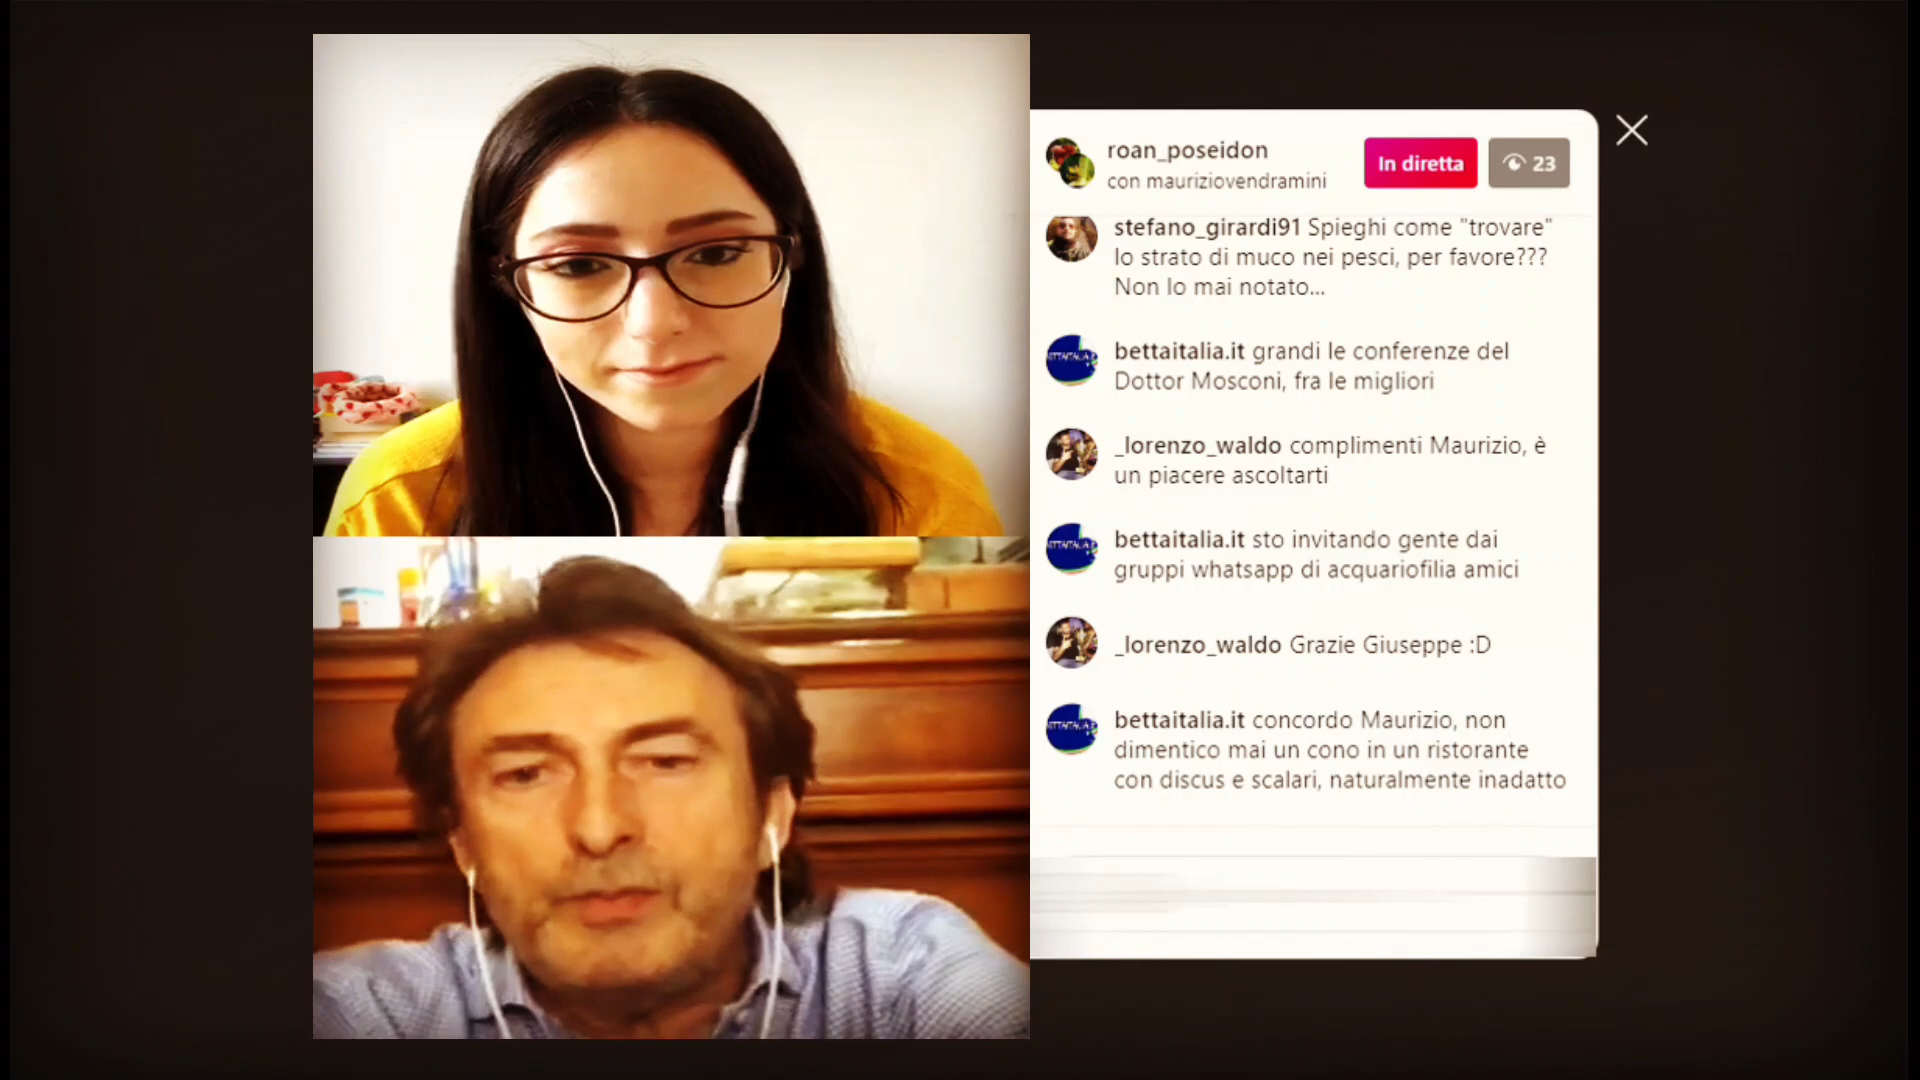 roan_poseidon
con mauriziovendramini
In diretta
23
stefano_girardi91 Spieghi come "trovare"
lo strato di muco nei pesci, per favore???
Non lo mai notato...
bettaitalia.it grandi le conferenze del
Dottor Mosconi, fra le migliori
_lorenzo_waldo complimenti Maurizio, è
un piacere ascoltarti
bettaitalia.it sto invitando gente dai
gruppi whatsapp di acquariofilia amici
_lorenzo_waldo Grazie Giuseppe :D
bettaitalia.it concordo Maurizio, non
dimentico mai un cono in un ristorante
con discus e scalari, naturalmente inadatto